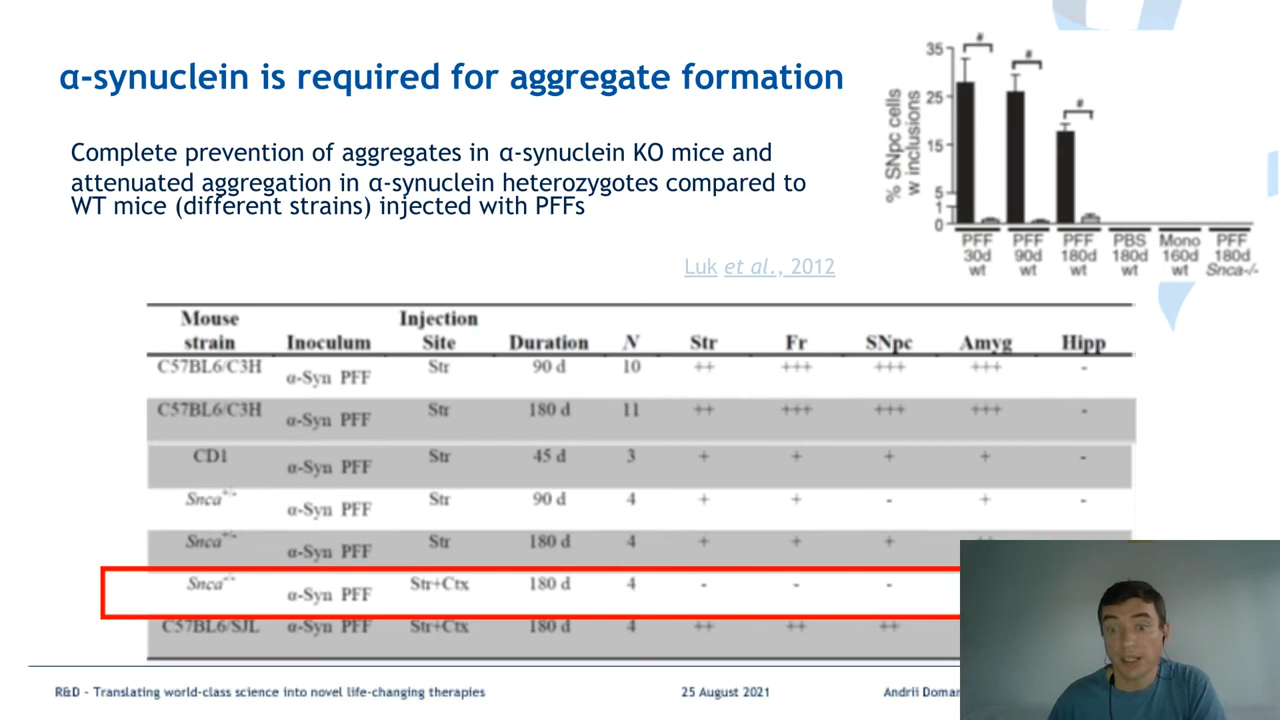 α-synuclein is required for aggregate formation
Complete prevention of aggregates in α-synuclein KO mice and
attenuated aggregation in α-synuclein heterozygotes compared to
WT mice (different strains) injected with PFFs
Luk et al., 2012
% SNpc cells
w inclusions
35
25
15
5
1
0
# # #
PFF PFF PFF PBS Mono PFF
30d 90d 180d 180d 160d 180d
wt wt wt wt wt Snca-/-
Mouse strain Inoculum Injection Site Duration N Str Fr SNpc Amyg Hipp
C57BL6/C3H α-Syn PFF Str 90 d 10 ++ +++ +++ +++ -
C57BL6/C3H α-Syn PFF Str 180 d 11 ++ +++ +++ +++ -
CD1 α-Syn PFF Str 45 d 3 + + + + -
Snca+/- α-Syn PFF Str 90 d 4 + + - + -
Snca+/- α-Syn PFF Str 180 d 4 + + +
Snca-/- α-Syn PFF Str+Ctx 180 d 4 - - -
C57BL6/SJL α-Syn PFF Str+Ctx 180 d 4 ++ ++ ++
R&D – Translating world-class science into novel life-changing therapies
25 August 2021
Andrii Domar